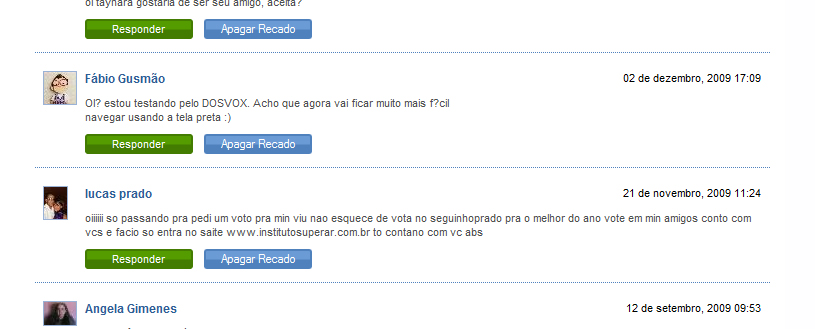 oi taynara gostaria de ser seu amigo, aceita?
Responder Apagar Recado
Fábio Gusmão 02 de dezembro, 2009 17:09
Ol? estou testando pelo DOSVOX. Acho que agora vai ficar muito mais f?cil
navegar usando a tela preta :)
Responder Apagar Recado
lucas prado 21 de novembro, 2009 11:24
oiiiiii so passando pra pedi um voto pra min viu nao esquece de vota no seguinhoprado pra o melhor do ano vote em min amigos conto com
vcs e facio so entra no saite www.institutosuperar.com.br to contano com vc abs
Responder Apagar Recado
Angela Gimenes 12 de setembro, 2009 09:53